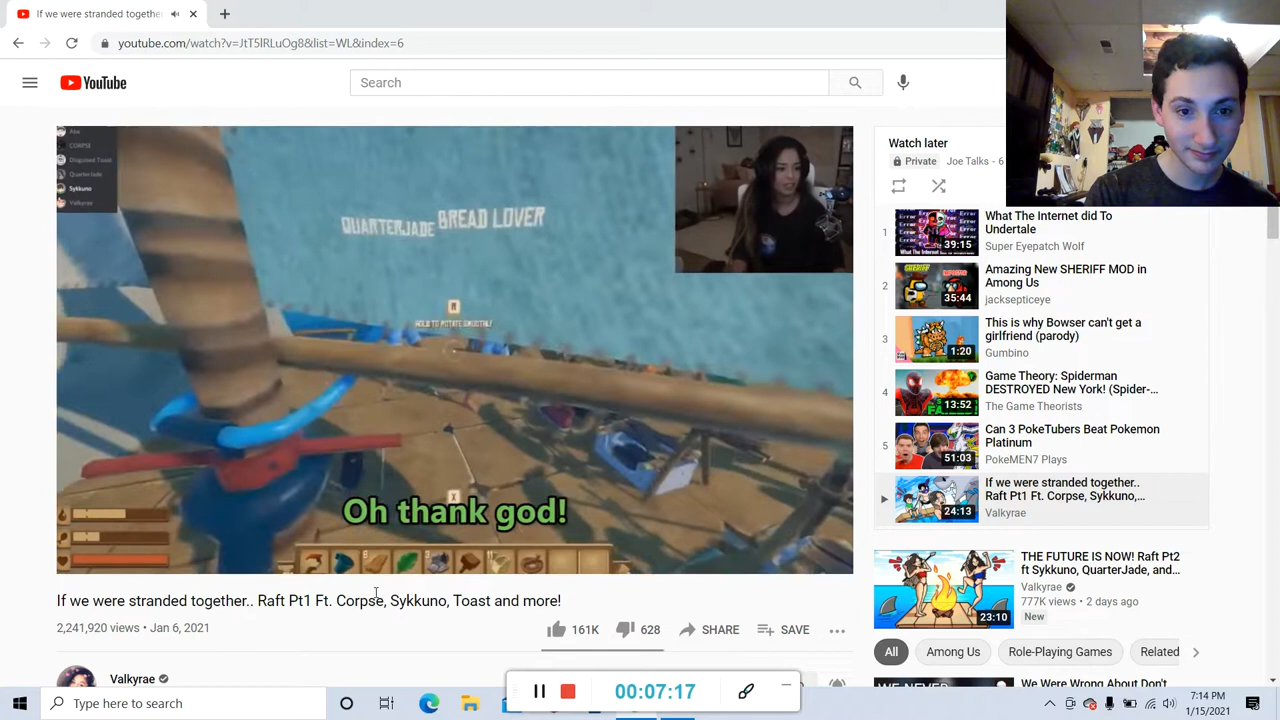 If we were stranded together
youtube.com/watch?v=JtT5lRLuOg8&list=WL&index=6
YouTube
Search
Abe
CORPSE
Disguised Toast
QuarterJade
Sykkuno
Valkyrae
QUARTERJADE
BREAD LOVER
R
X
Oh thank god!
If we were stranded together.. Raft Pt1 Ft. Corpse, Sykkuno, Toast and more!
2,241,920 views • Jan 6, 2021
161K
628
SHARE
SAVE
Valkyrae
Watch later
Private
Joe Talks - 6
1
What The Internet did To
Undertale
Super Eyepatch Wolf
39:15
2
Amazing New SHERIFF MOD in
Among Us
jacksepticeye
35:44
3
This is why Bowser can't get a
girlfriend (parody)
Gumbino
1:20
4
Game Theory: Spiderman
DESTROYED New York! (Spider-...
The Game Theorists
13:52
5
Can 3 PokeTubers Beat Pokemon
Platinum
PokeMEN7 Plays
51:03
If we were stranded together..
Raft Pt1 Ft. Corpse, Sykkuno,...
Valkyrae
24:13
THE FUTURE IS NOW! Raft Pt2
ft Sykkuno, QuarterJade, and...
Valkyrae
777K views • 2 days ago
New
23:10
All
Among Us
Role-Playing Games
Related
We Were Wrong About Don't
00:07:17
Type here to search
7:14 PM
1/15/2021